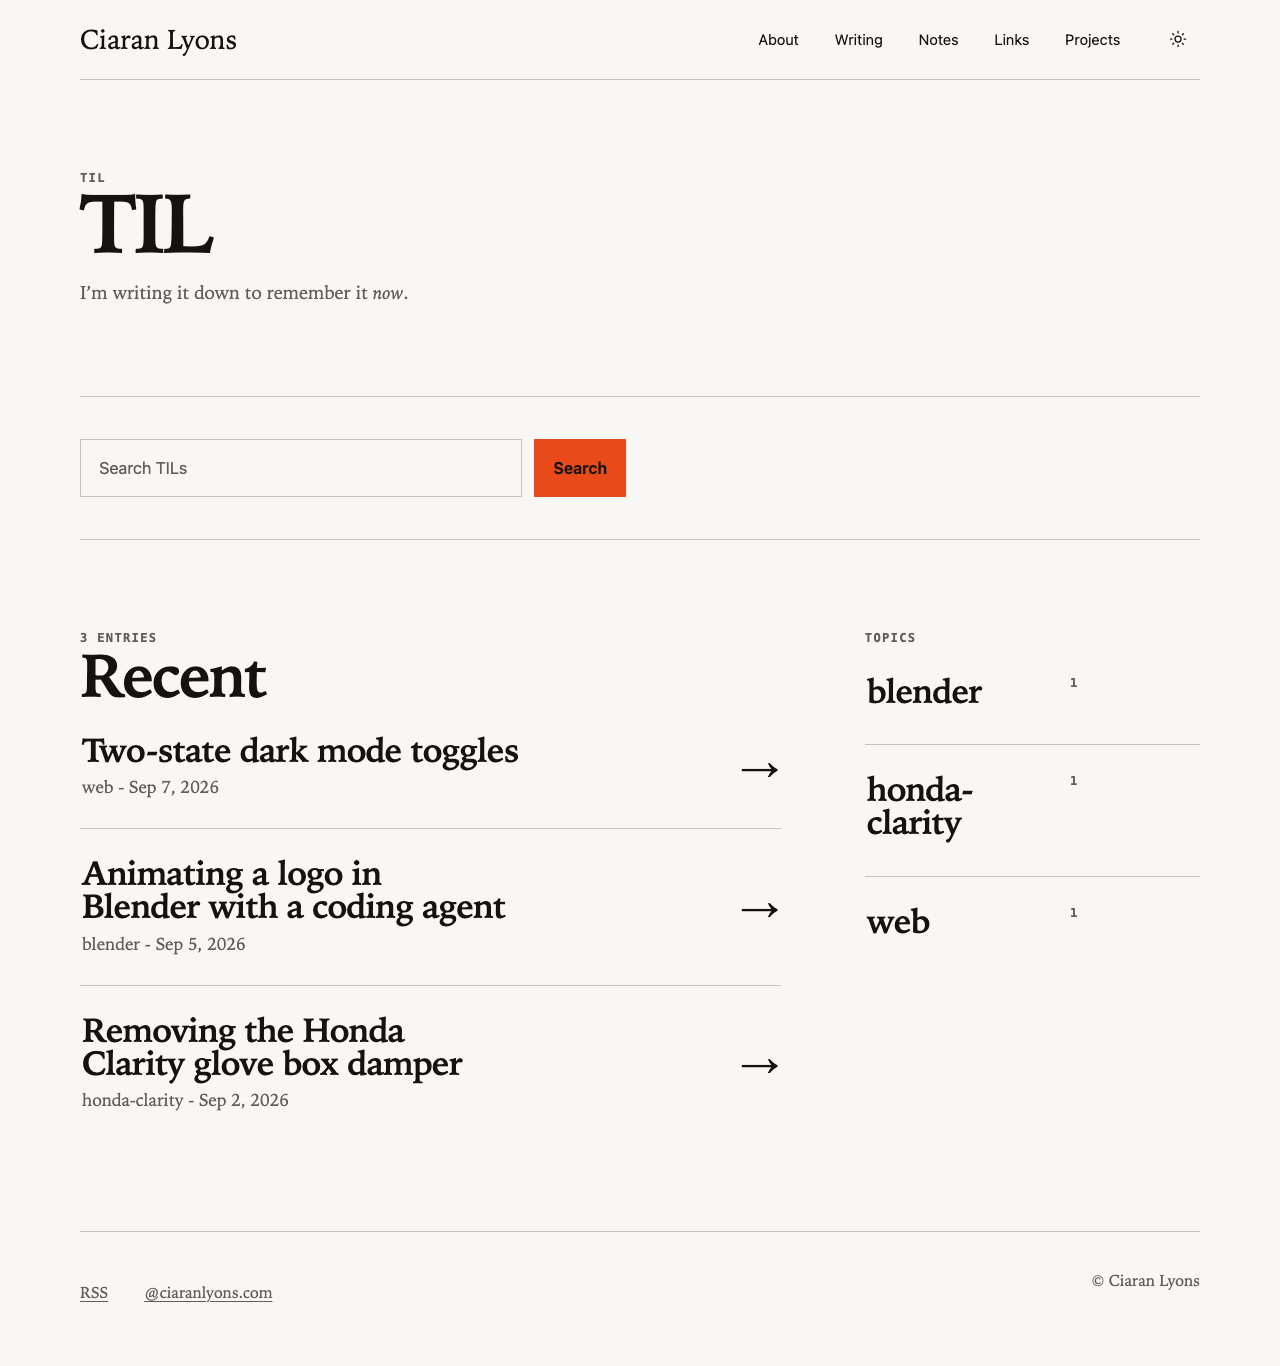 Ciaran Lyons
About
Writing
Notes
Links
Projects
TIL
TIL
I’m writing it down to remember it now.
Search TILs
Search
3 ENTRIES
Recent
Two-state dark mode toggles
web - Sep 7, 2026
→
Animating a logo in
Blender with a coding agent
blender - Sep 5, 2026
→
Removing the Honda
Clarity glove box damper
honda-clarity - Sep 2, 2026
→
TOPICS
blender
1
honda-
clarity
1
web
1
RSS
@ciaranlyons.com
© Ciaran Lyons